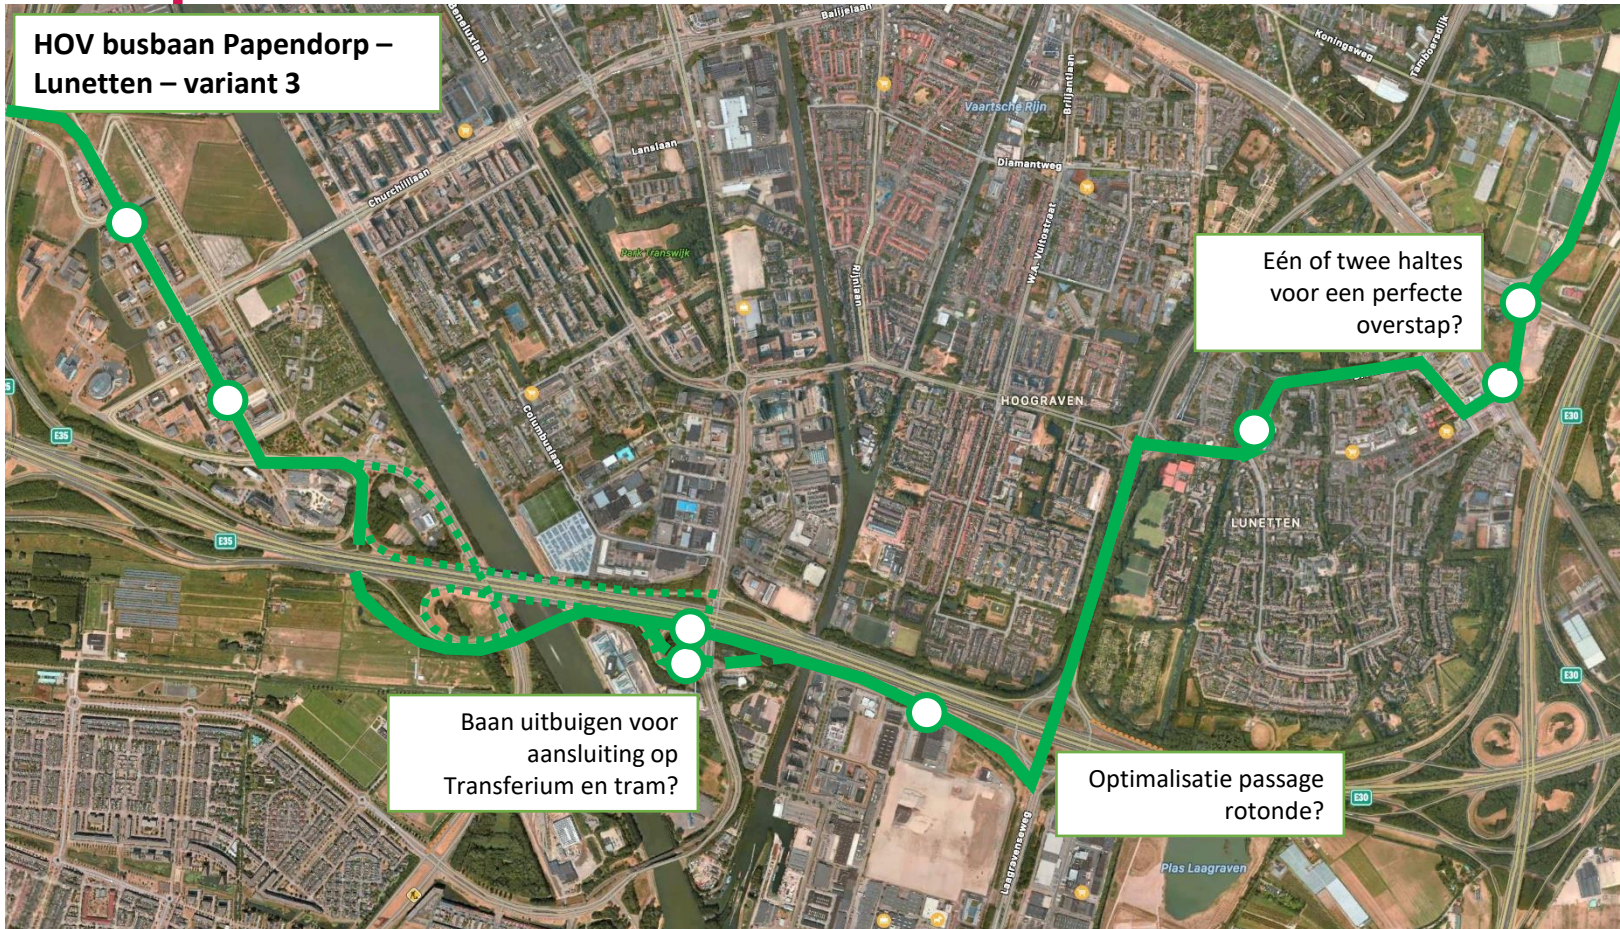 HOV busbaan Papendorp –
Lunetten – variant 3
Beneluxlaan
Balijelaan
Koningsweg
Tamboersdijk
Vaartsche Rijn
Briljantlaan
Lanslaan
Diamantweg
Churchilllaan
Park Transwijk
W.A. Vultostraat
Rijnlaan
Eén of twee haltes
voor een perfecte
overstap?
HOOGRAVEN
Columbuslaan
E35
E30
E35
LUNETTEN
E30
Baan uitbuigen voor
aansluiting op
Transferium en tram?
Optimalisatie passage
rotonde?
E30
Laagravenseweg
Plas Laagraven